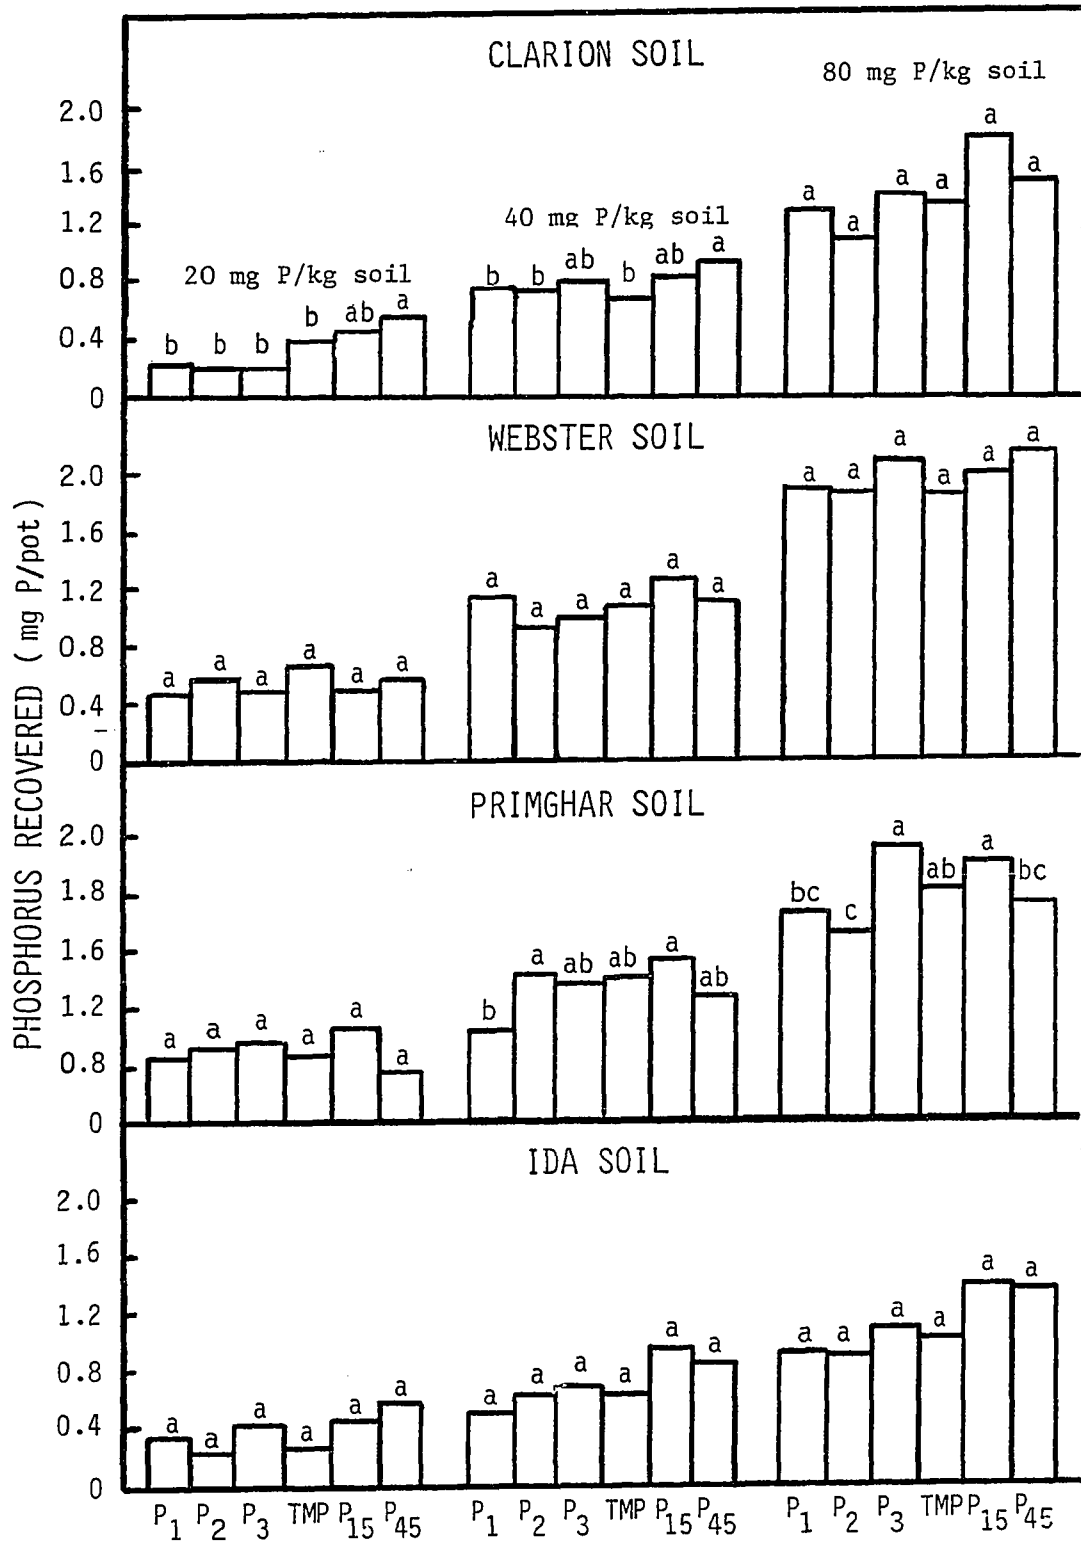 CLARION SOIL
80 mg P/kg soil
40 mg P/kg soil
20 mg P/kg soil
2.0
1.6
1.2
0.8
0.4
0
b b b b ab a
b b ab b ab a
a a a a a a
WEBSTER SOIL
2.0
1.6
1.2
0.8
0.4
0
a a a a a a
a a a a a a
a a a a a a
PRIMGHAR SOIL
2.0
1.8
1.6
1.2
0.8
0
a a a a a a
b a ab ab a ab
bc c a ab a bc
IDA SOIL
2.0
1.6
1.2
0.8
0.4
0
a a a a a a
a a a a a a
a a a a a a
P1 P2 P3 TMP P15 P45 P1 P2 P3 TMP P15 P45 P1 P2 P3 TMP P15 P45
PHOSPHORUS RECOVERED (mg P/pot)